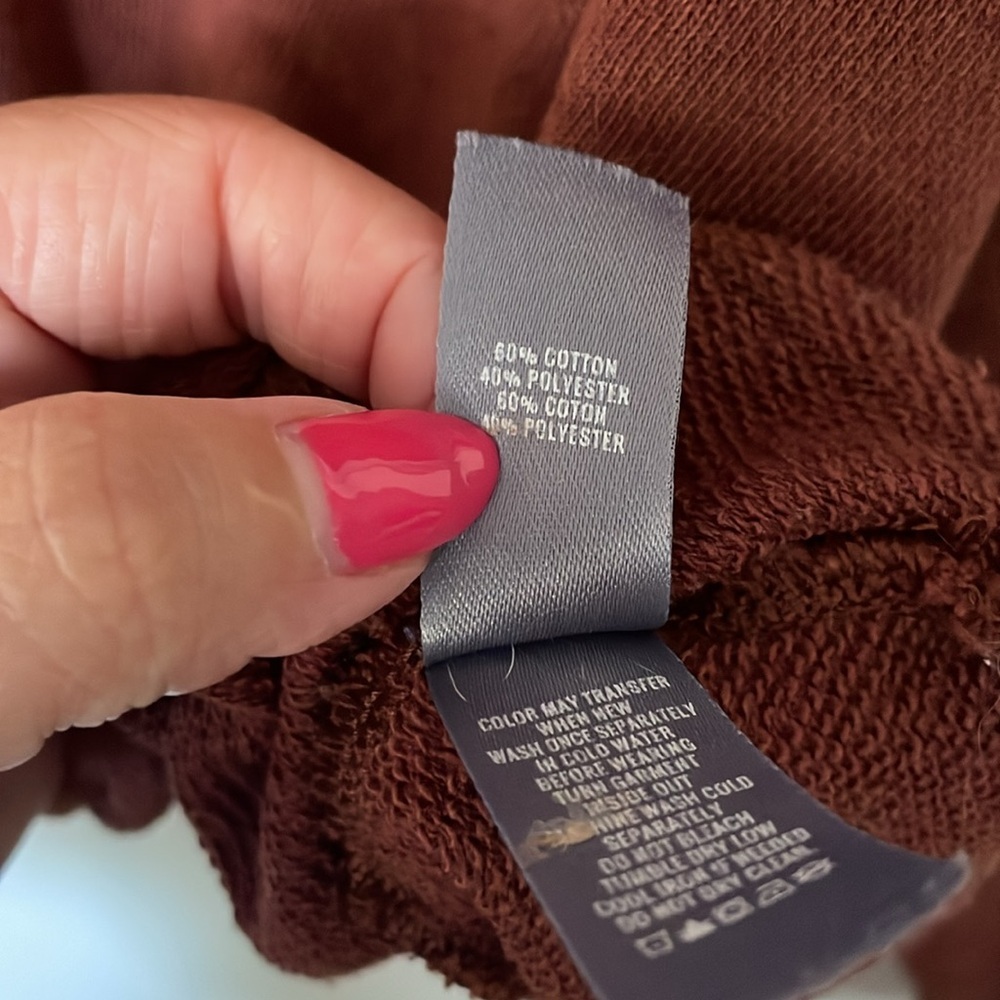 60% COTTON
40% POLYESTER
60% COTON
40% POLYESTER
COLOR MAY TRANSFER
WHEN NEW
WASH ONCE SEPARATELY
IN COLD WATER
BEFORE WEARING
TURN GARMENT
INSIDE OUT
HINE WASH COLD
SEPARATELY
DO NOT BLEACH
TUMBLE DRY LOW
COOL IRON IF NEEDED
DO NOT DRY CLEAN